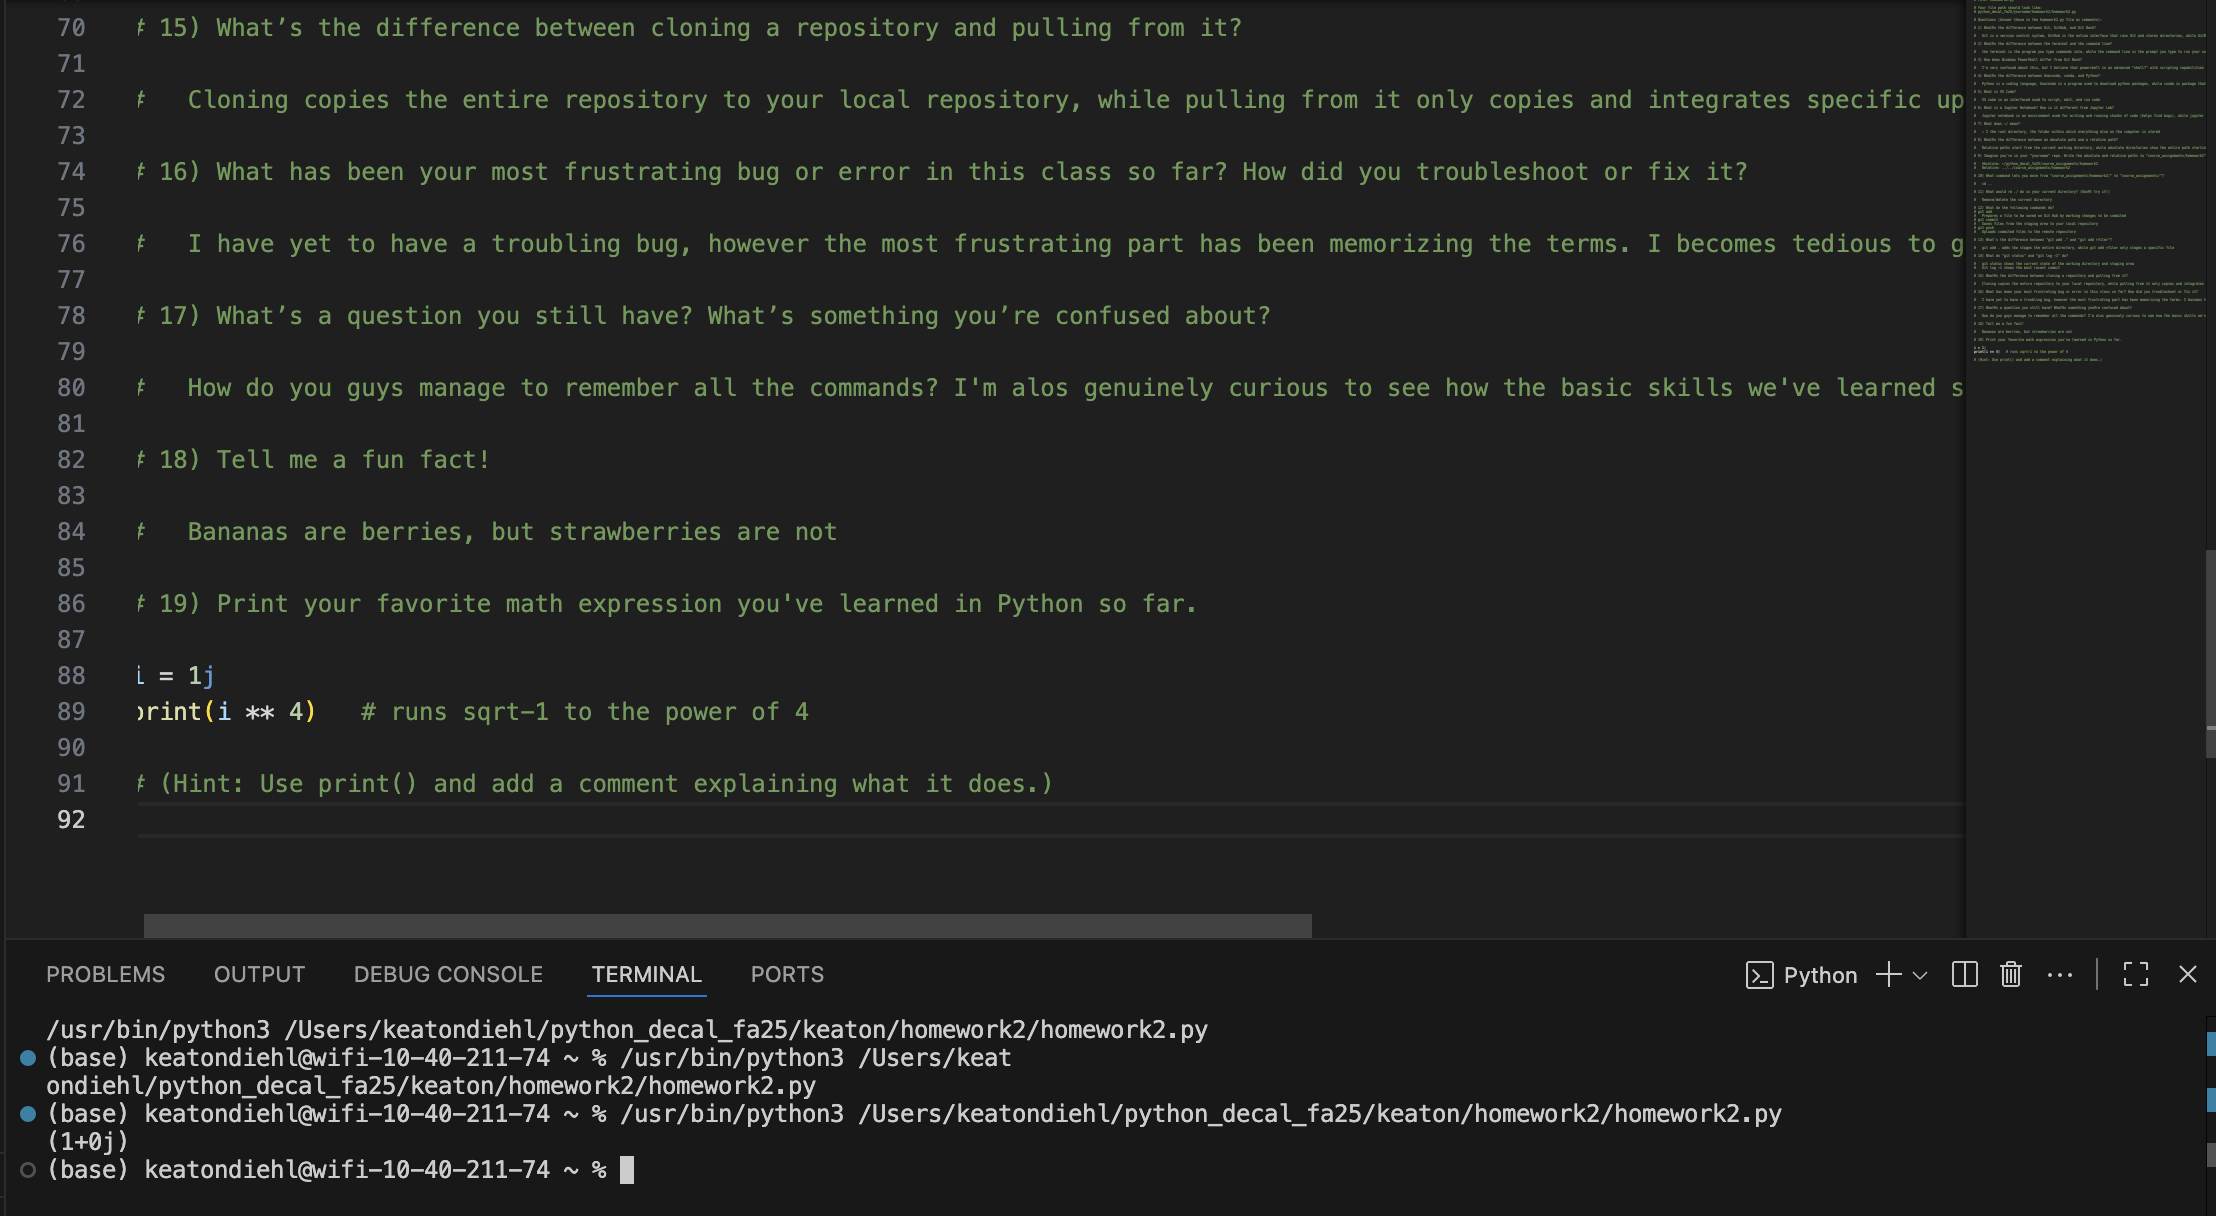 70 # 15) What’s the difference between cloning a repository and pulling from it?
71
72 #   Cloning copies the entire repository to your local repository, while pulling from it only copies and integrates specific up
73
74 # 16) What has been your most frustrating bug or error in this class so far? How did you troubleshoot or fix it?
75
76 #   I have yet to have a troubling bug, however the most frustrating part has been memorizing the terms. I becomes tedious to g
77
78 # 17) What’s a question you still have? What’s something you’re confused about?
79
80 #   How do you guys manage to remember all the commands? I'm alos genuinely curious to see how the basic skills we've learned s
81
82 # 18) Tell me a fun fact!
83
84 #   Bananas are berries, but strawberries are not
85
86 # 19) Print your favorite math expression you've learned in Python so far.
87
88 i = 1j
89 print(i ** 4)   # runs sqrt-1 to the power of 4
90
91 # (Hint: Use print() and add a comment explaining what it does.)
92
PROBLEMS OUTPUT DEBUG CONSOLE TERMINAL PORTS Python
/usr/bin/python3 /Users/keatondiehl/python_decal_fa25/keaton/homework2/homework2.py
(base) keatondiehl@wifi-10-40-211-74 ~ % /usr/bin/python3 /Users/keat
ondiehl/python_decal_fa25/keaton/homework2/homework2.py
(base) keatondiehl@wifi-10-40-211-74 ~ % /usr/bin/python3 /Users/keatondiehl/python_decal_fa25/keaton/homework2/homework2.py
(1+0j)
(base) keatondiehl@wifi-10-40-211-74 ~ %